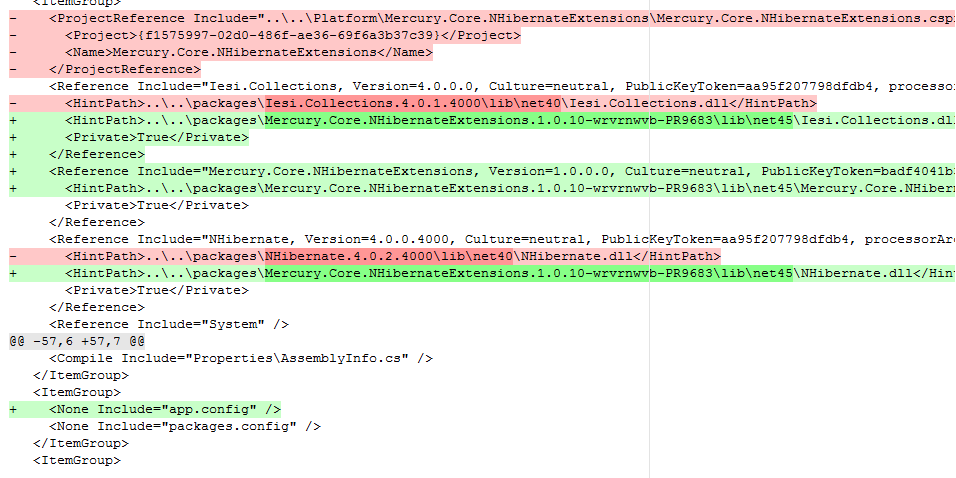 <ItemGroup>
- <ProjectReference Include="..\..\Platform\Mercury.Core.NHibernateExtensions\Mercury.Core.NHibernateExtensions.csp
- <Project>{f1575997-02d0-486f-ae36-69f6a3b37c39}</Project>
- <Name>Mercury.Core.NHibernateExtensions</Name>
- </ProjectReference>
<Reference Include="Iesi.Collections, Version=4.0.0.0, Culture=neutral, PublicKeyToken=aa95f207798dfdb4, processor
- <HintPath>..\..\packages\Iesi.Collections.4.0.1.4000\lib\net40\Iesi.Collections.dll</HintPath>
+ <HintPath>..\..\packages\Mercury.Core.NHibernateExtensions.1.0.10-wrvrnwvb-PR9683\lib\net45\Iesi.Collections.dl
+ <Private>True</Private>
+ </Reference>
+ <Reference Include="Mercury.Core.NHibernateExtensions, Version=1.0.0.0, Culture=neutral, PublicKeyToken=badf4041b
+ <HintPath>..\..\packages\Mercury.Core.NHibernateExtensions.1.0.10-wrvrnwvb-PR9683\lib\net45\Mercury.Core.NHiber
<Private>True</Private>
</Reference>
<Reference Include="NHibernate, Version=4.0.0.4000, Culture=neutral, PublicKeyToken=aa95f207798dfdb4, processorAr
- <HintPath>..\..\packages\NHibernate.4.0.2.4000\lib\net40\NHibernate.dll</HintPath>
+ <HintPath>..\..\packages\Mercury.Core.NHibernateExtensions.1.0.10-wrvrnwvb-PR9683\lib\net45\NHibernate.dll</Hin
<Private>True</Private>
</Reference>
<Reference Include="System" />
@@ -57,6 +57,7 @@
<Compile Include="Properties\AssemblyInfo.cs" />
</ItemGroup>
<ItemGroup>
+ <None Include="app.config" />
<None Include="packages.config" />
</ItemGroup>
<ItemGroup>